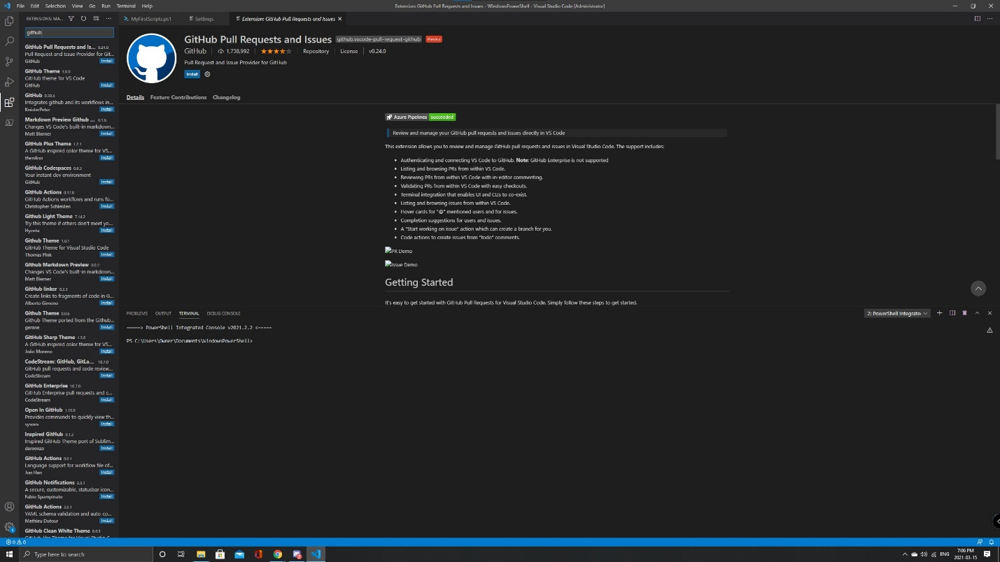 File Edit Selection View Go Run Terminal Help
Extension: GitHub Pull Requests and Issues - WindowsPowerShell - Visual Studio Code [Administrator]
EXTENSIONS: MA...
MyFirstScripts.ps1
Settings
Extension: GitHub Pull Requests and Issues
github
GitHub Pull Requests and Is... 0.24.0
Pull Request and Issue Provider for Git...
GitHub Install
GitHub Theme 3.0.0
GitHub theme for VS Code
GitHub Install
GitHub 0.30.4
Integrates github and its workflows in...
KnisterPeter Install
Markdown Preview Github ... 0.1.6
Changes VS Code's built-in markdown...
Matt Bierner Install
GitHub Plus Theme 1.2.1
A GitHub inspired color theme for VS...
thenikso Install
GitHub Codespaces 0.8.3
Your instant dev environment
GitHub Install
GitHub Actions 0.17.0
GitHub Actions workflows and runs fo...
Christopher Schleiden Install
Github Light Theme 7.14.2
Try this theme if others don't meet yo...
Hyzeta Install
Github Theme 1.0.1
GitHub Theme for Visual Studio Code
Thomas Pink Install
Github Markdown Preview 0.0.2
Changes VS Code's built-in markdown...
Matt Bierner Install
GitHub linker 0.2.3
Create links to fragments of code in G...
Alberto Gimeno Install
Github Theme 0.0.6
Github Theme ported from the Github...
gerane Install
GitHub Sharp Theme 1.5.0
A GitHub inspired color theme for VS...
João Moreno Install
CodeStream: GitHub, GitLa... 10.7.0
GitHub pull requests and code review...
CodeStream Install
GitHub Enterprise 10.7.0
GitHub Enterprise pull requests and c...
CodeStream Install
Open In GitHub 1.15.0
Provides commands to quickly view th...
sysoev Install
Inspired GitHub 0.1.3
Inspired GitHub Theme port of Sublim...
dareenzo Install
GitHub Actions 0.0.1
Language support for workflow file of...
Jun Han Install
GitHub Notifications 2.3.1
A secure, customizable, statusbar icon...
Fabio Spampinato Install
GitHub Actions 3.0.1
YAML schema validation and auto-co...
Mathieu Dutour Install
GitHub Clean White Theme 0.0.3
GitHub Pull Requests and Issues github.vscode-pull-request-github Preview
GitHub 1,738,992 Repository License v0.24.0
Pull Request and Issue Provider for GitHub
Install
Details Feature Contributions Changelog
Azure Pipelines succeeded
Review and manage your GitHub pull requests and issues directly in VS Code
This extension allows you to review and manage GitHub pull requests and issues in Visual Studio Code. The support includes:
• Authenticating and connecting VS Code to GitHub. Note: GitHub Enterprise is not supported
• Listing and browsing PRs from within VS Code.
• Reviewing PRs from within VS Code with in-editor commenting.
• Validating PRs from within VS Code with easy checkouts.
• Terminal integration that enables UI and CLIs to co-exist.
• Listing and browsing issues from within VS Code.
• Hover cards for "@" mentioned users and for issues.
• Completion suggestions for users and issues.
• A "Start working on issue" action which can create a branch for you.
• Code actions to create issues from "todo" comments.
PR Demo
Issue Demo
Getting Started
It's easy to get started with GitHub Pull Requests for Visual Studio Code. Simply follow these steps to get started.
PROBLEMS OUTPUT TERMINAL DEBUG CONSOLE
2: PowerShell Integrate
=====> PowerShell Integrated Console v2021.2.2 <=====
PS C:\Users\Owner\Documents\WindowsPowerShell>
1
0 0
Type here to search
ENG
7:06 PM
2021-03-15